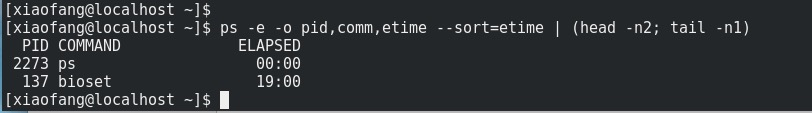 [xiaofang@localhost ~]$
[xiaofang@localhost ~]$ ps -e -o pid,comm,etime --sort=etime | (head -n2; tail -n1)
  PID COMMAND             ELAPSED
 2273 ps                    00:00
  137 bioset                19:00
[xiaofang@localhost ~]$